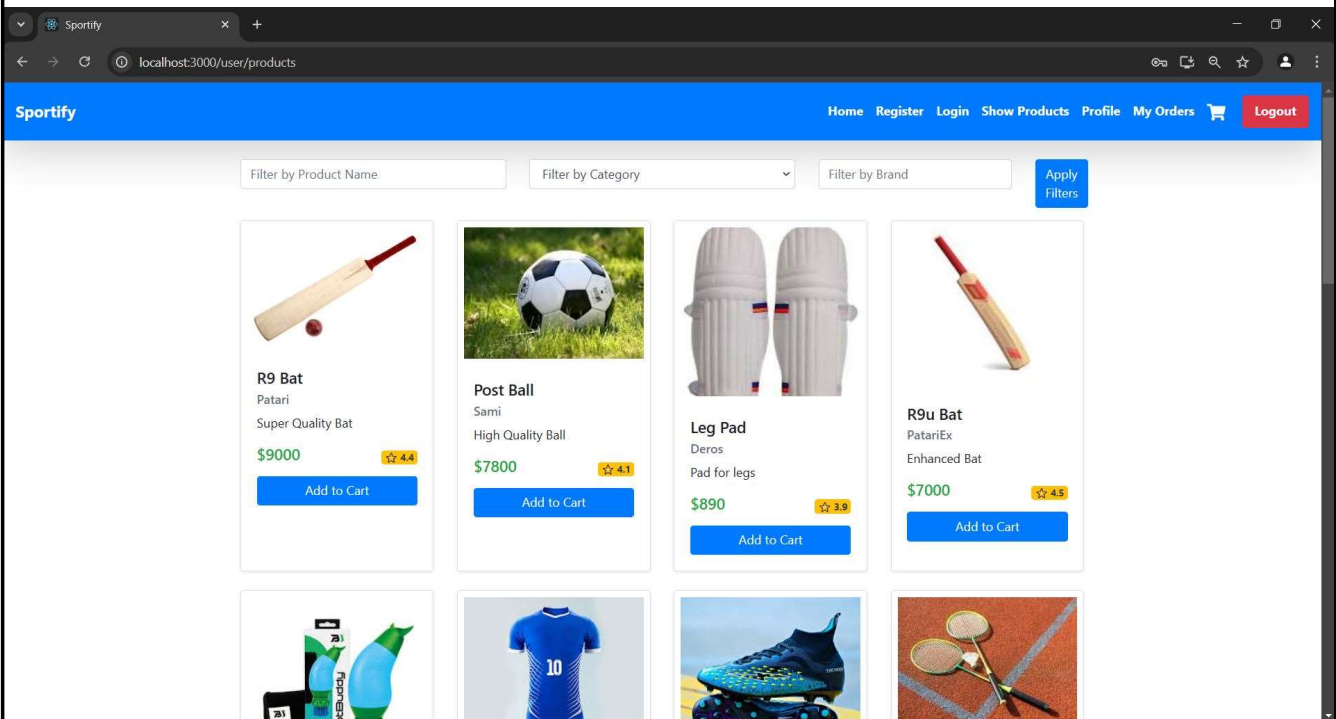 Sportify
localhost:3000/user/products
Sportify
Home Register Login Show Products Profile My Orders Logout
Filter by Product Name
Filter by Category
Filter by Brand
Apply
Filters
R9 Bat
Patari
Super Quality Bat
$9000
4.4
Add to Cart
Post Ball
Sami
High Quality Ball
$7800
4.1
Add to Cart
Leg Pad
Deros
Pad for legs
$890
3.9
Add to Cart
R9u Bat
PatariEx
Enhanced Bat
$7000
4.5
Add to Cart
10